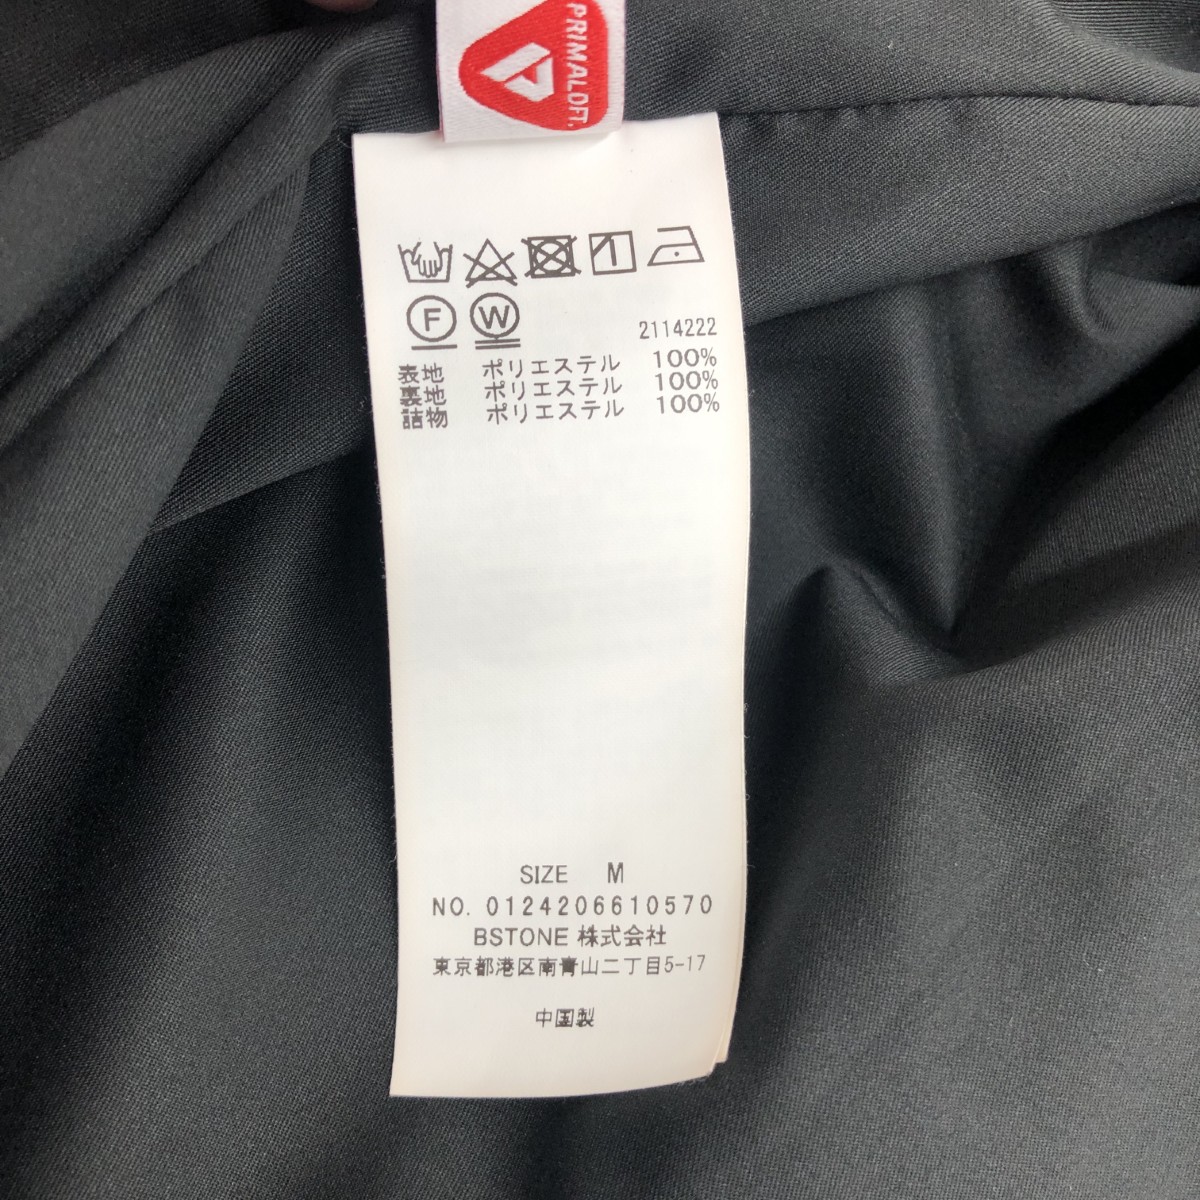 PRIMALOFT.
F W 2114222
表地 ポリエステル 100%
裏地 ポリエステル 100%
詰物 ポリエステル 100%
SIZE M
NO. 0124206610570
BSTONE 株式会社
東京都港区南青山二丁目5-17
中国製